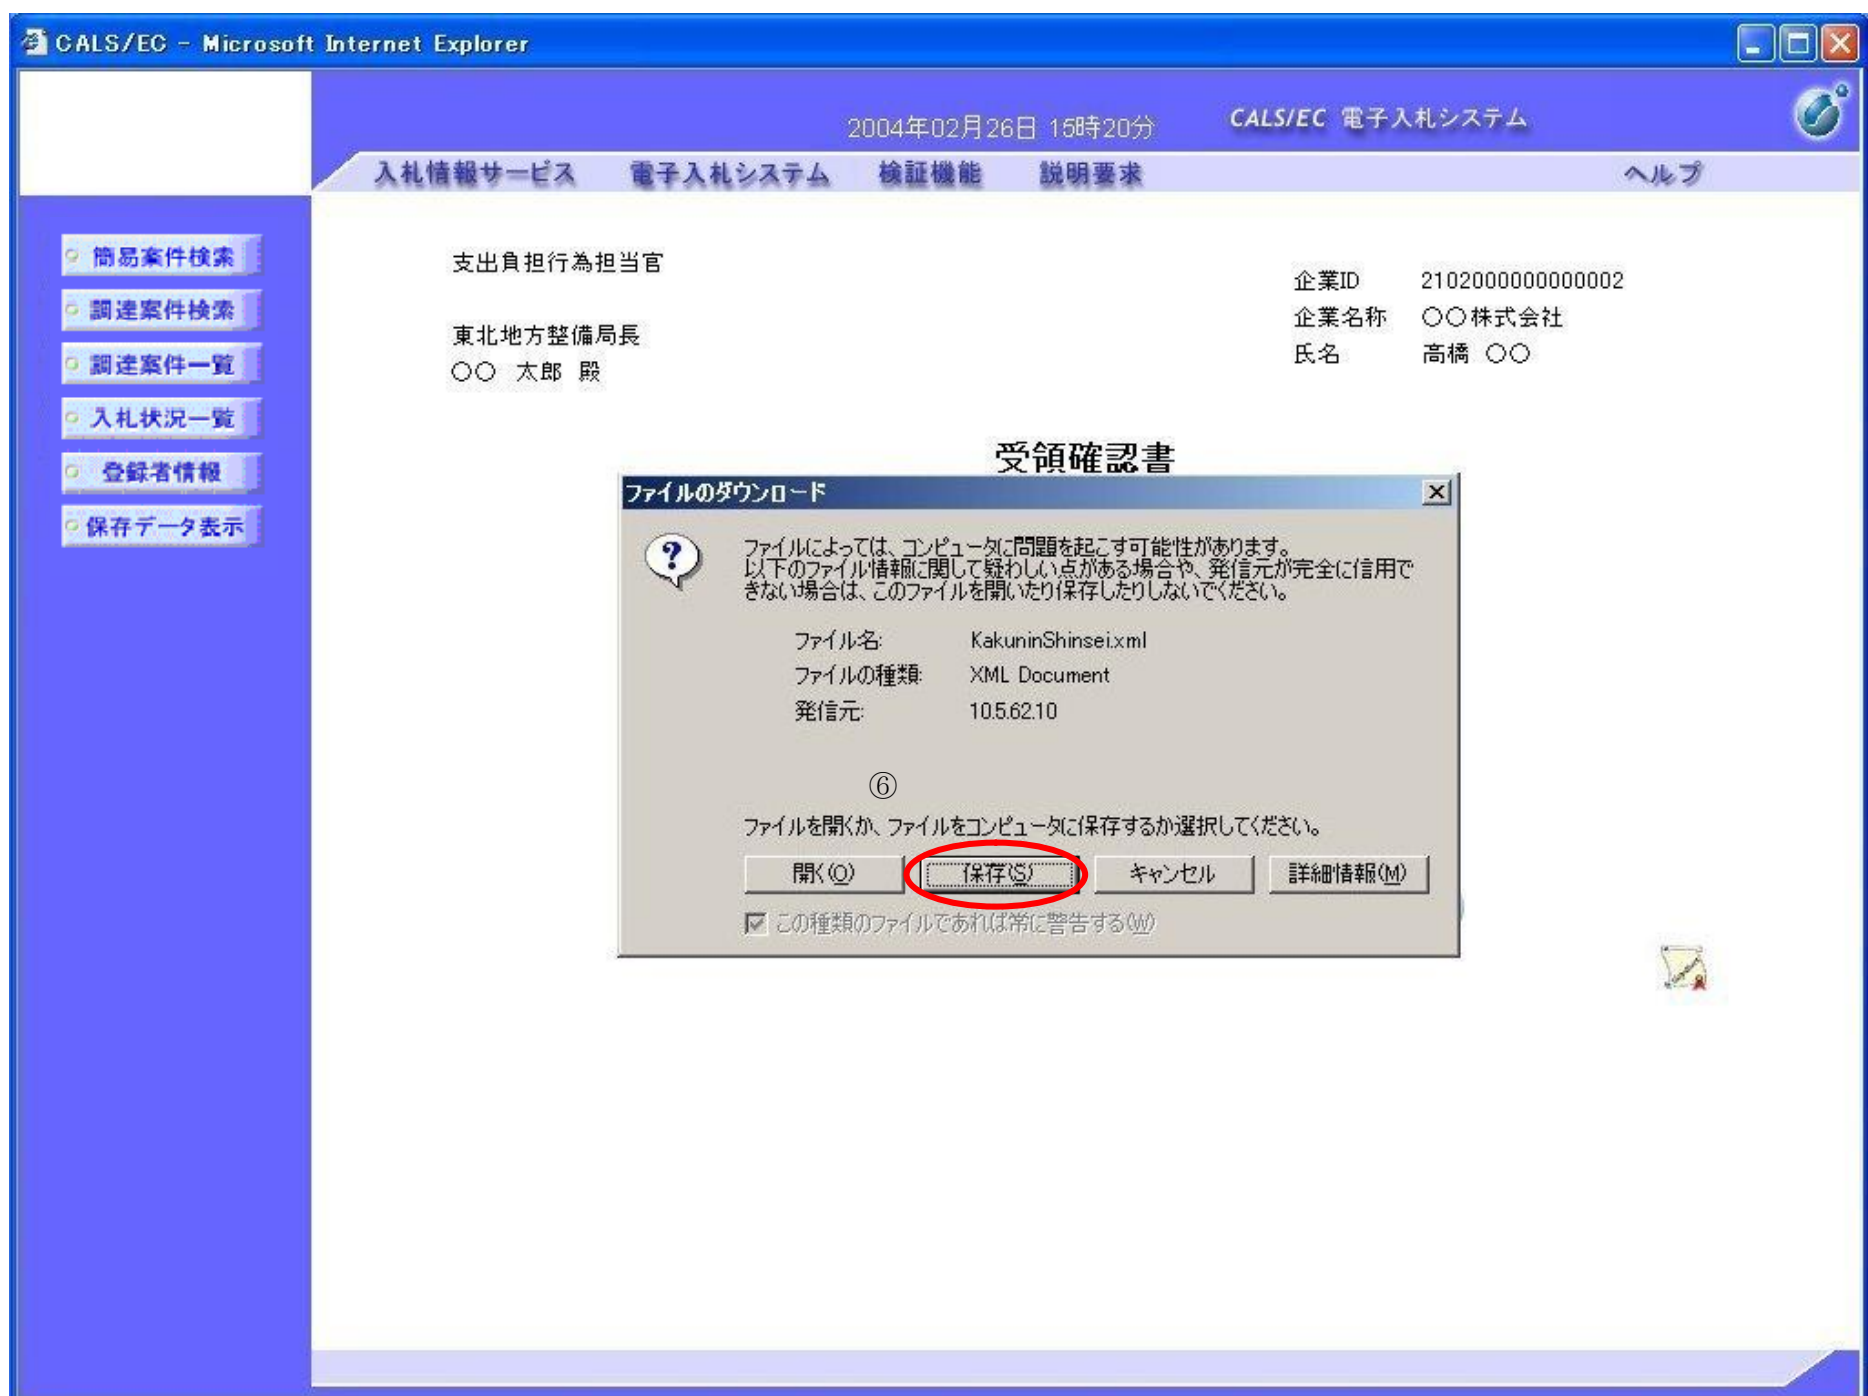 CALS/EC - Microsoft Internet Explorer
2004年02月26日 15時20分
CALS/EC 電子入札システム
入札情報サービス 電子入札システム 検証機能 説明要求 ヘルプ
簡易案件検索
調達案件検索
調達案件一覧
入札状況一覧
登録者情報
保存データ表示
支出負担行為担当官
東北地方整備局長
〇〇 太郎 殿
企業ID 2102000000000002
企業名称 〇〇株式会社
氏名 高橋 〇〇
受領確認書
ファイルのダウンロード
ファイルによっては、コンピュータに問題を起こす可能性があります。
以下のファイル情報に関して疑わしい点がある場合や、発信元が完全に信用で
きない場合は、このファイルを開いたり保存したりしないでください。
ファイル名: KakuninShinsei.xml
ファイルの種類: XML Document
発信元: 10.5.62.10
⑥
ファイルを開くか、ファイルをコンピュータに保存するか選択してください。
開く(O) 保存(S) キャンセル 詳細情報(M)
この種類のファイルであれば常に警告する(W)